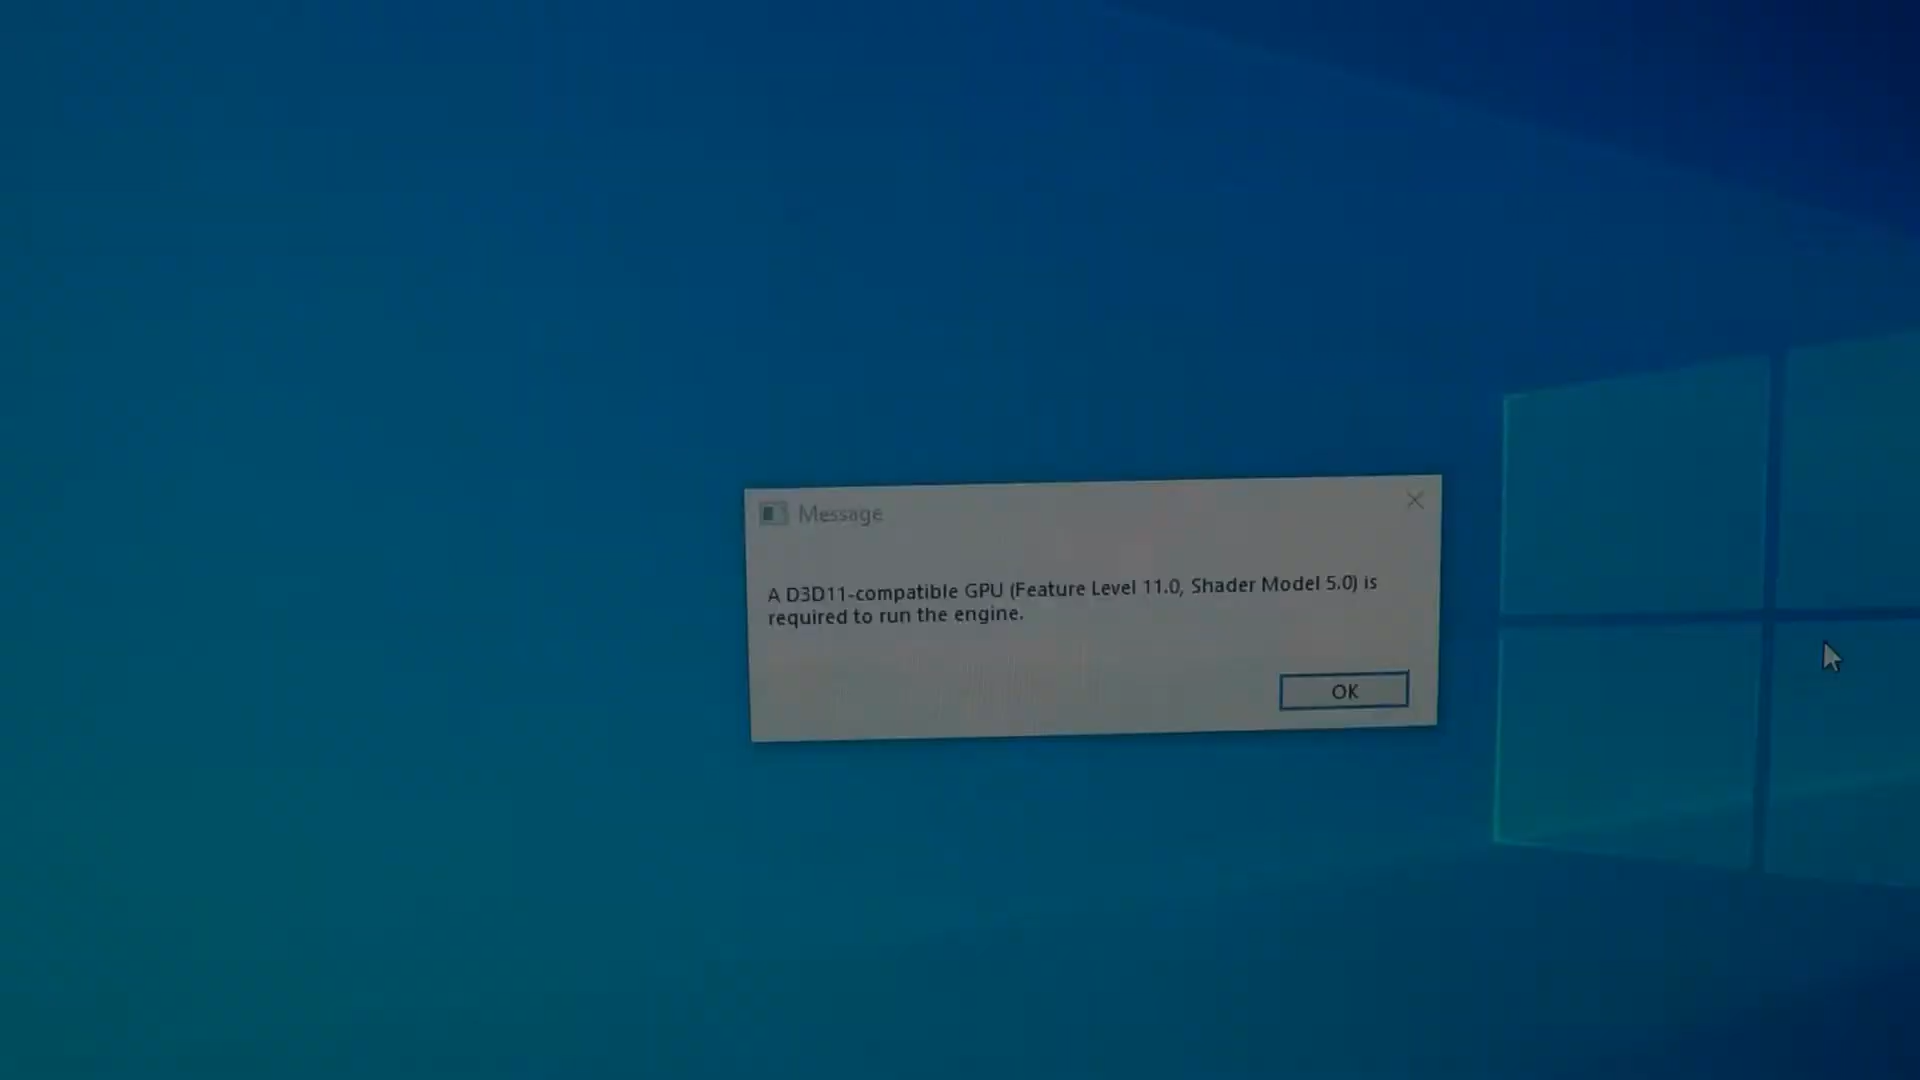 Message
A D3D11-compatible GPU (Feature Level 11.0, Shader Model 5.0) is
required to run the engine.
OK